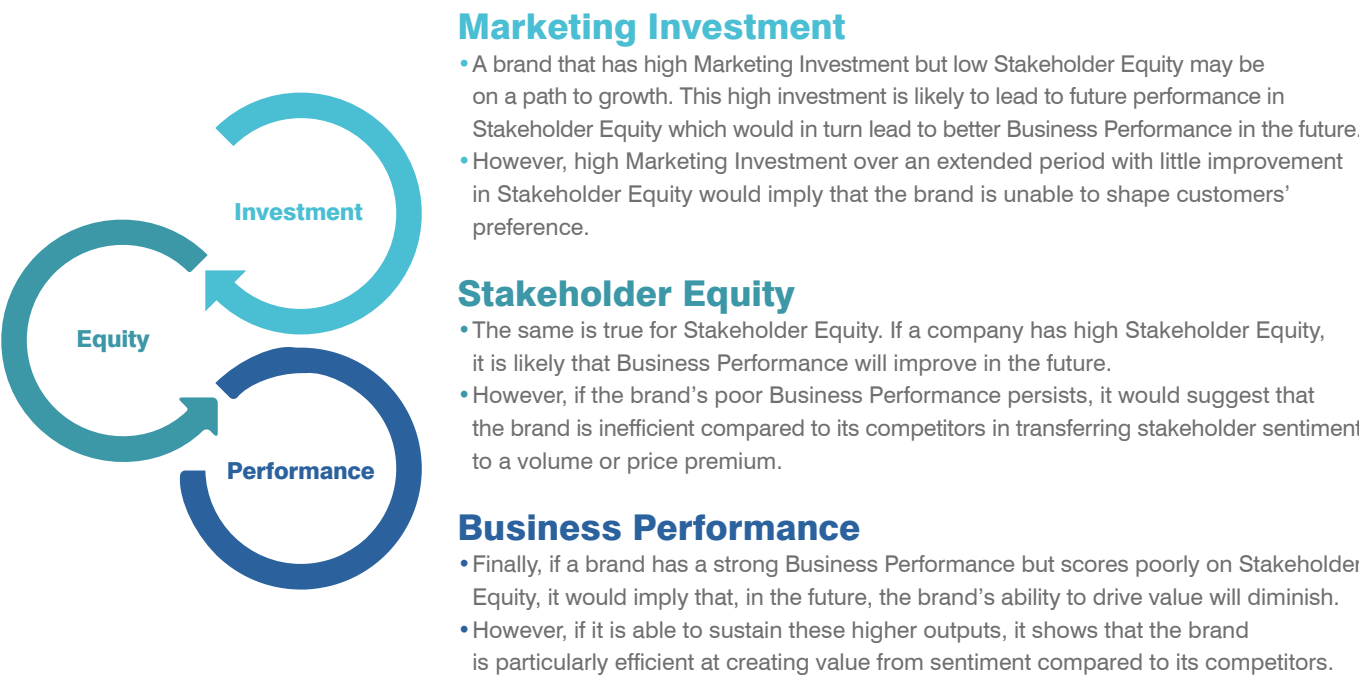 Marketing Investment
•A brand that has high Marketing Investment but low Stakeholder Equity may be
on a path to growth. This high investment is likely to lead to future performance in
Stakeholder Equity which would in turn lead to better Business Performance in the future.
•However, high Marketing Investment over an extended period with little improvement
in Stakeholder Equity would imply that the brand is unable to shape customers’
preference.
Investment
Stakeholder Equity
•The same is true for Stakeholder Equity. If a company has high Stakeholder Equity,
it is likely that Business Performance will improve in the future.
•However, if the brand’s poor Business Performance persists, it would suggest that
the brand is inefficient compared to its competitors in transferring stakeholder sentiment
to a volume or price premium.
Equity
Performance
Business Performance
•Finally, if a brand has a strong Business Performance but scores poorly on Stakeholder
Equity, it would imply that, in the future, the brand’s ability to drive value will diminish.
•However, if it is able to sustain these higher outputs, it shows that the brand
is particularly efficient at creating value from sentiment compared to its competitors.